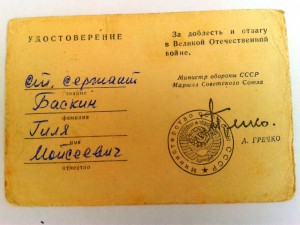 УДОСТОВЕРЕНИЕ
ст. сержант
звание
Баскин
фамилия
Гиля
имя
Моисеевич
отчество
За доблесть и отвагу
в Великой Отечественной
войне.
Министр обороны СССР
Маршал Советского Союза
А. ГРЕЧКО